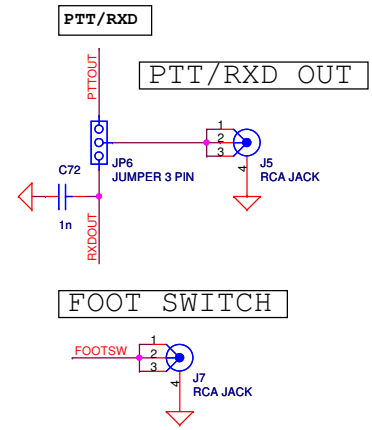 PTT/RXD
PTTOUT
PTT/RXD OUT
1
2
3
4
J5
RCA JACK
JP6
JUMPER 3 PIN
C72
1n
RXDOUT
FOOT SWITCH
FOOTSW
1
2
3
4
J7
RCA JACK